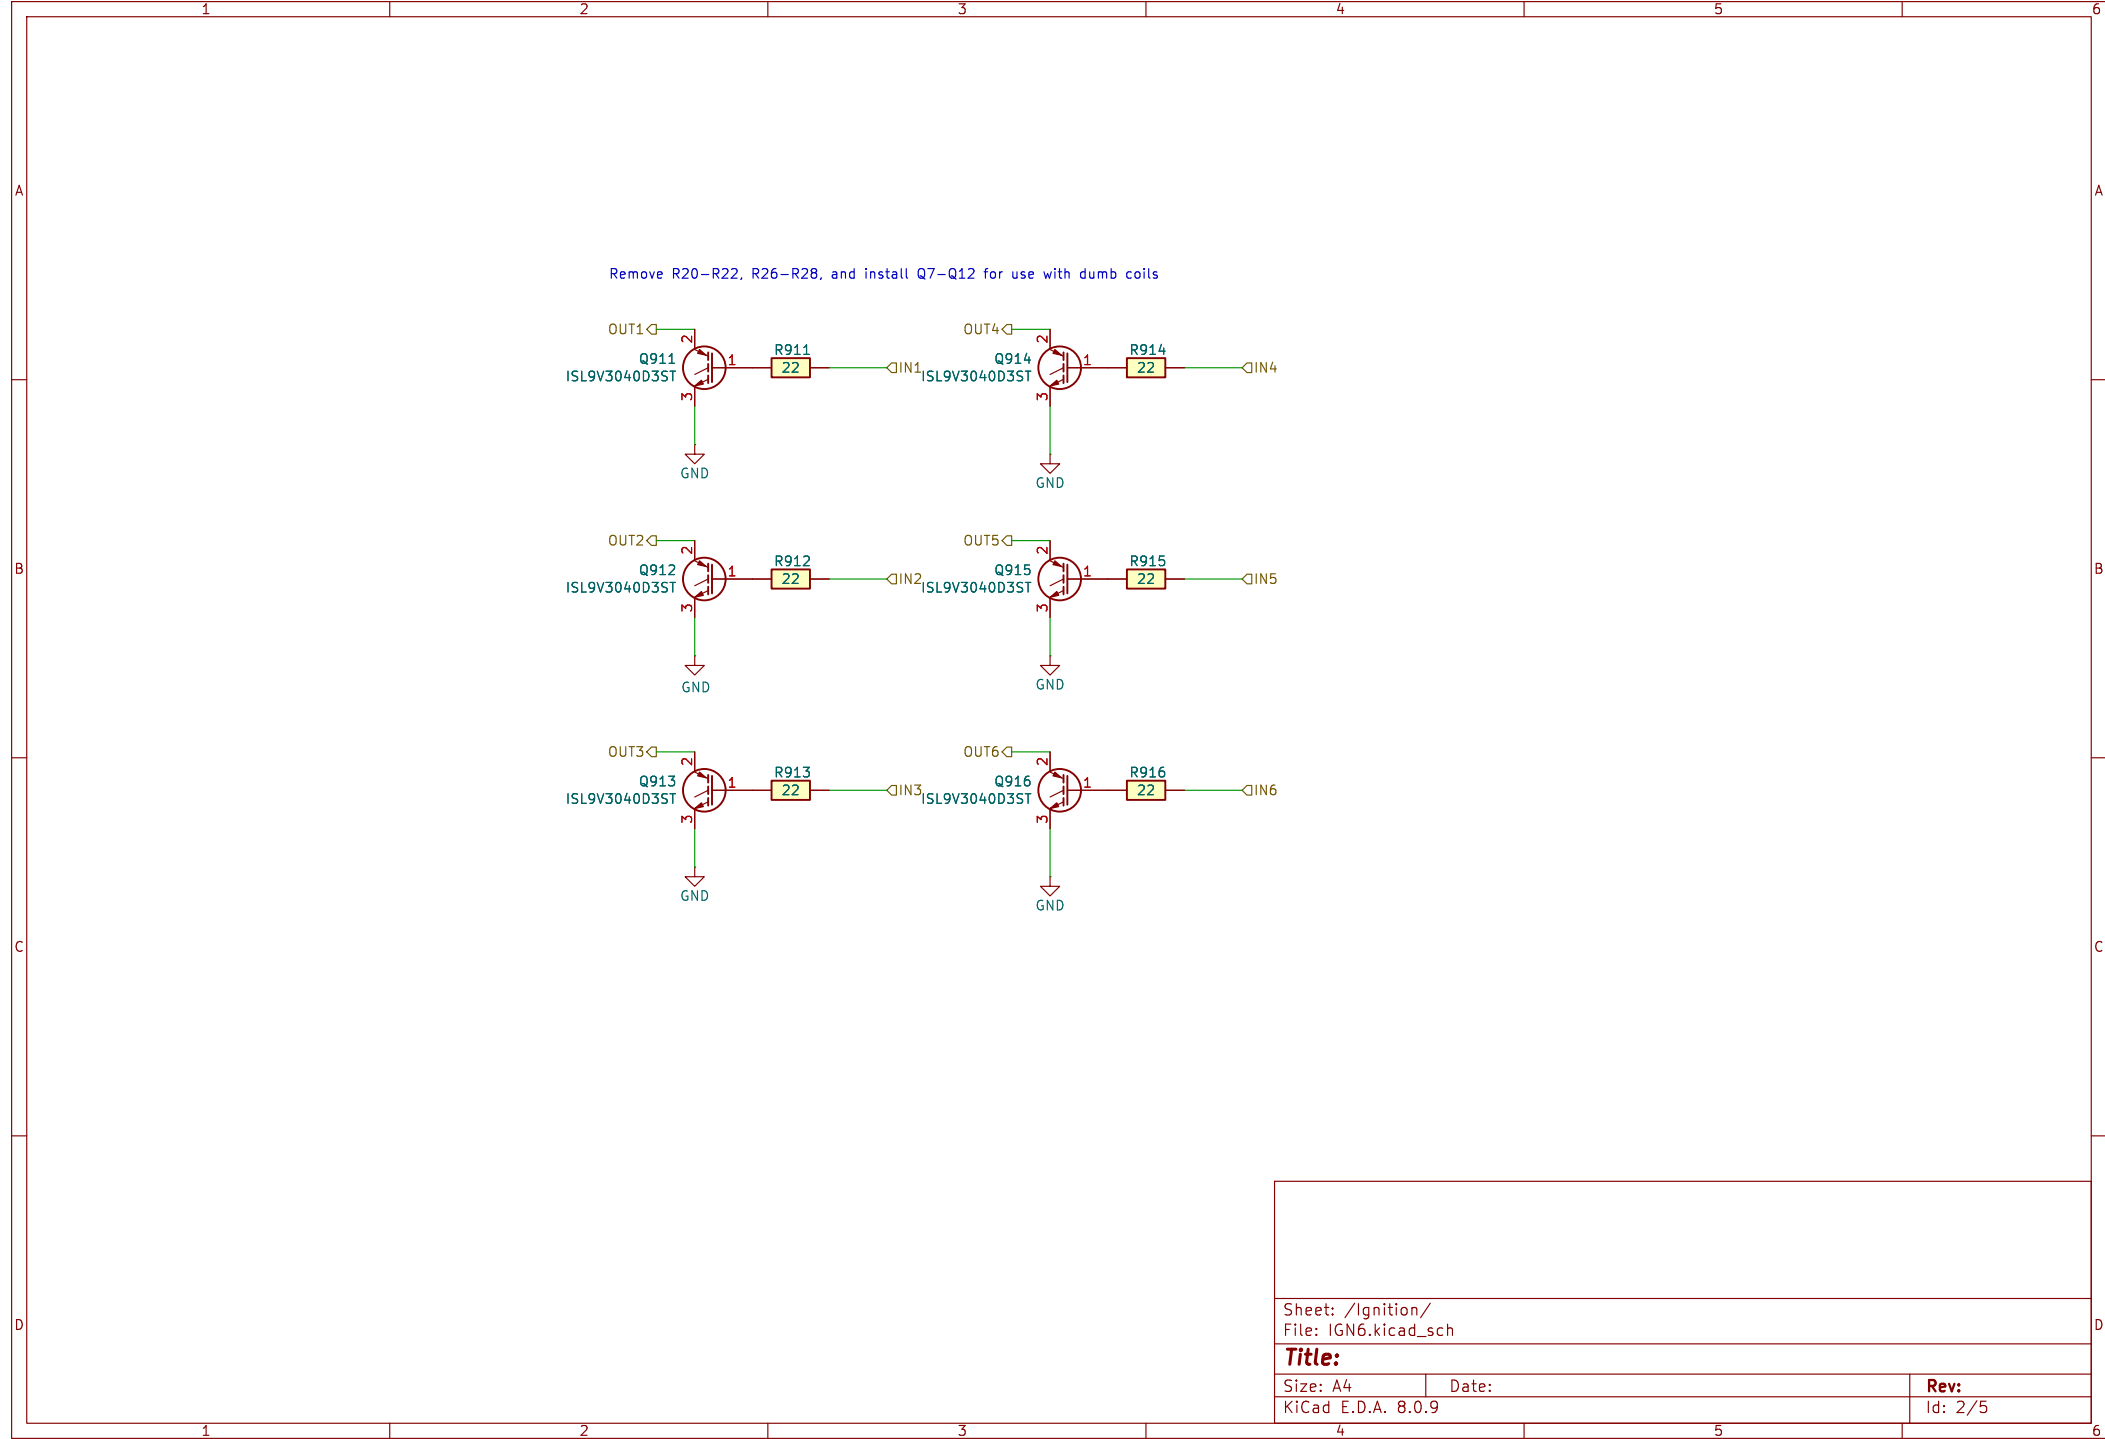 1 2 3 4 5 6
A A
Remove R20-R22, R26-R28, and install Q7-Q12 for use with dumb coils
OUT1 2 Q911 ISL9V3040D3ST 1 R911 22 IN1 3 GND
OUT4 2 Q914 ISL9V3040D3ST 1 R914 22 IN4 3 GND
B B
OUT2 2 Q912 ISL9V3040D3ST 1 R912 22 IN2 3 GND
OUT5 2 Q915 ISL9V3040D3ST 1 R915 22 IN5 3 GND
OUT3 2 Q913 ISL9V3040D3ST 1 R913 22 IN3 3 GND
OUT6 2 Q916 ISL9V3040D3ST 1 R916 22 IN6 3 GND
C C
Sheet: /Ignition/
File: IGN6.kicad_sch
D D
Title:
Size: A4 Date: Rev:
KiCad E.D.A. 8.0.9 Id: 2/5
1 2 3 4 5 6